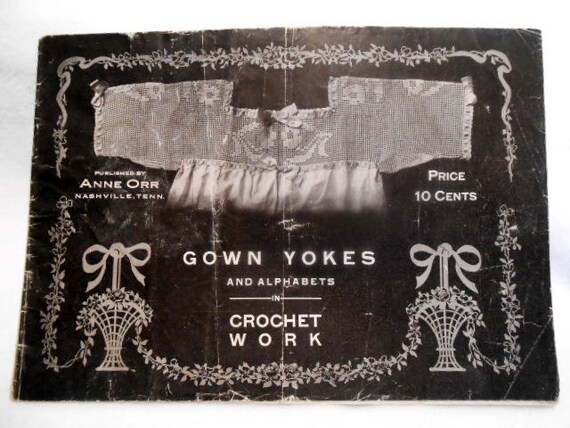 PUBLISHED BY
ANNE ORR
NASHVILLE, TENN.
PRICE
10 CENTS
GOWN YOKES
AND ALPHABETS
IN
CROCHET
WORK